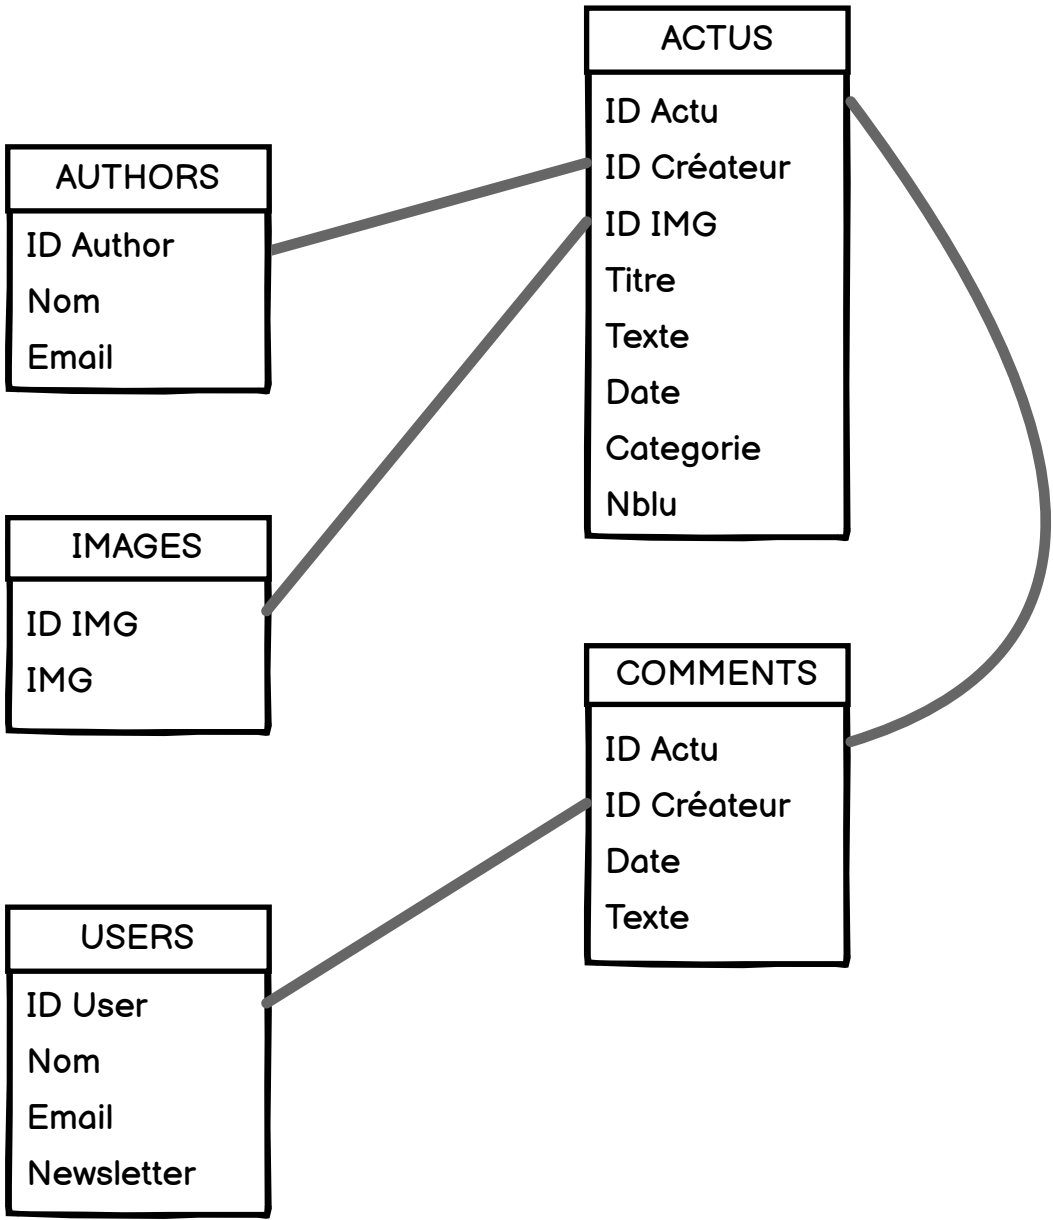 AUTHORS
ID Author
Nom
Email
IMAGES
ID IMG
IMG
USERS
ID User
Nom
Email
Newsletter
ACTUS
ID Actu
ID Créateur
ID IMG
Titre
Texte
Date
Categorie
Nblu
COMMENTS
ID Actu
ID Créateur
Date
Texte